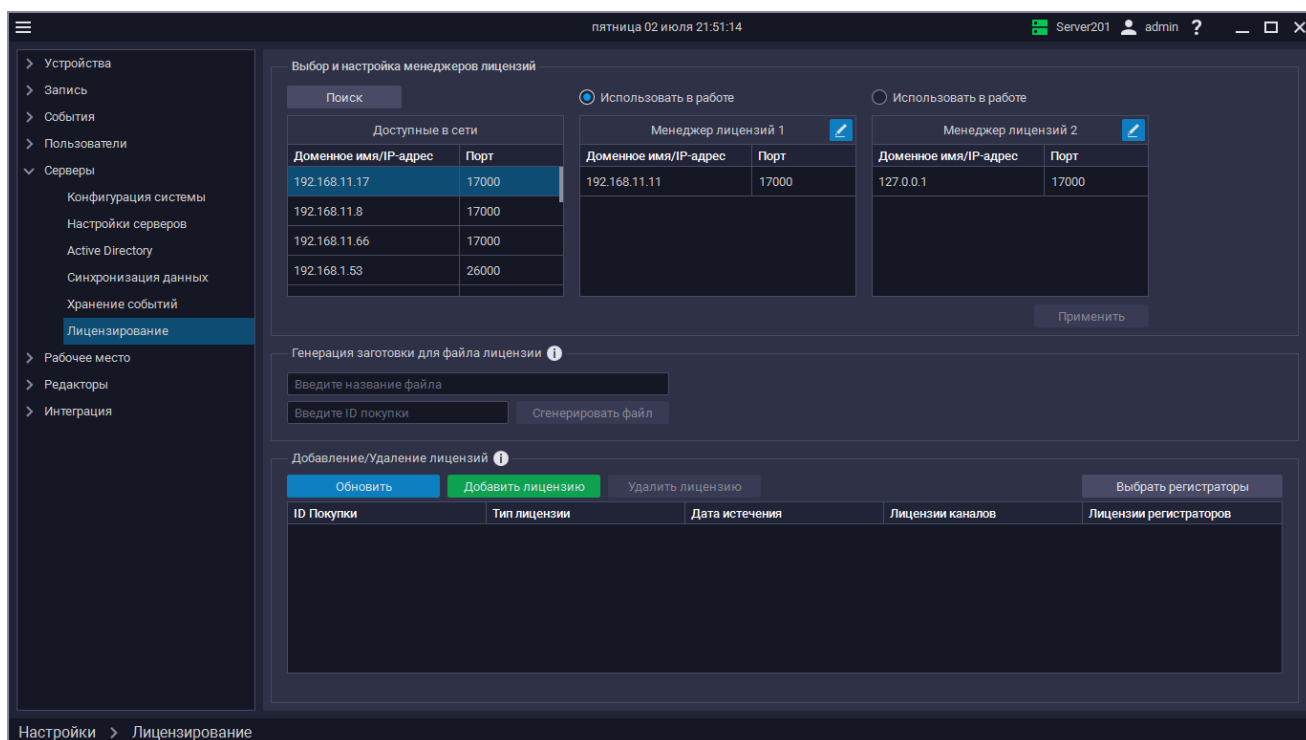 пятница 02 июля 21:51:14
Server201 admin ?
Устройства
Запись
События
Пользователи
Серверы
Конфигурация системы
Настройки серверов
Active Directory
Синхронизация данных
Хранение событий
Лицензирование
Рабочее место
Редакторы
Интеграция
Выбор и настройка менеджеров лицензий
Поиск Использовать в работе Использовать в работе
Доступные в сети Менеджер лицензий 1 Менеджер лицензий 2
Доменное имя/IP-адрес Порт Доменное имя/IP-адрес Порт Доменное имя/IP-адрес Порт
192.168.11.17 17000 192.168.11.11 17000 127.0.0.1 17000
192.168.11.8 17000
192.168.11.66 17000
192.168.1.53 26000
Применить
Генерация заготовки для файла лицензии
Введите название файла
Введите ID покупки Сгенерировать файл
Добавление/Удаление лицензий
Обновить Добавить лицензию Удалить лицензию Выбрать регистраторы
ID Покупки Тип лицензии Дата истечения Лицензии каналов Лицензии регистраторов
Настройки > Лицензирование